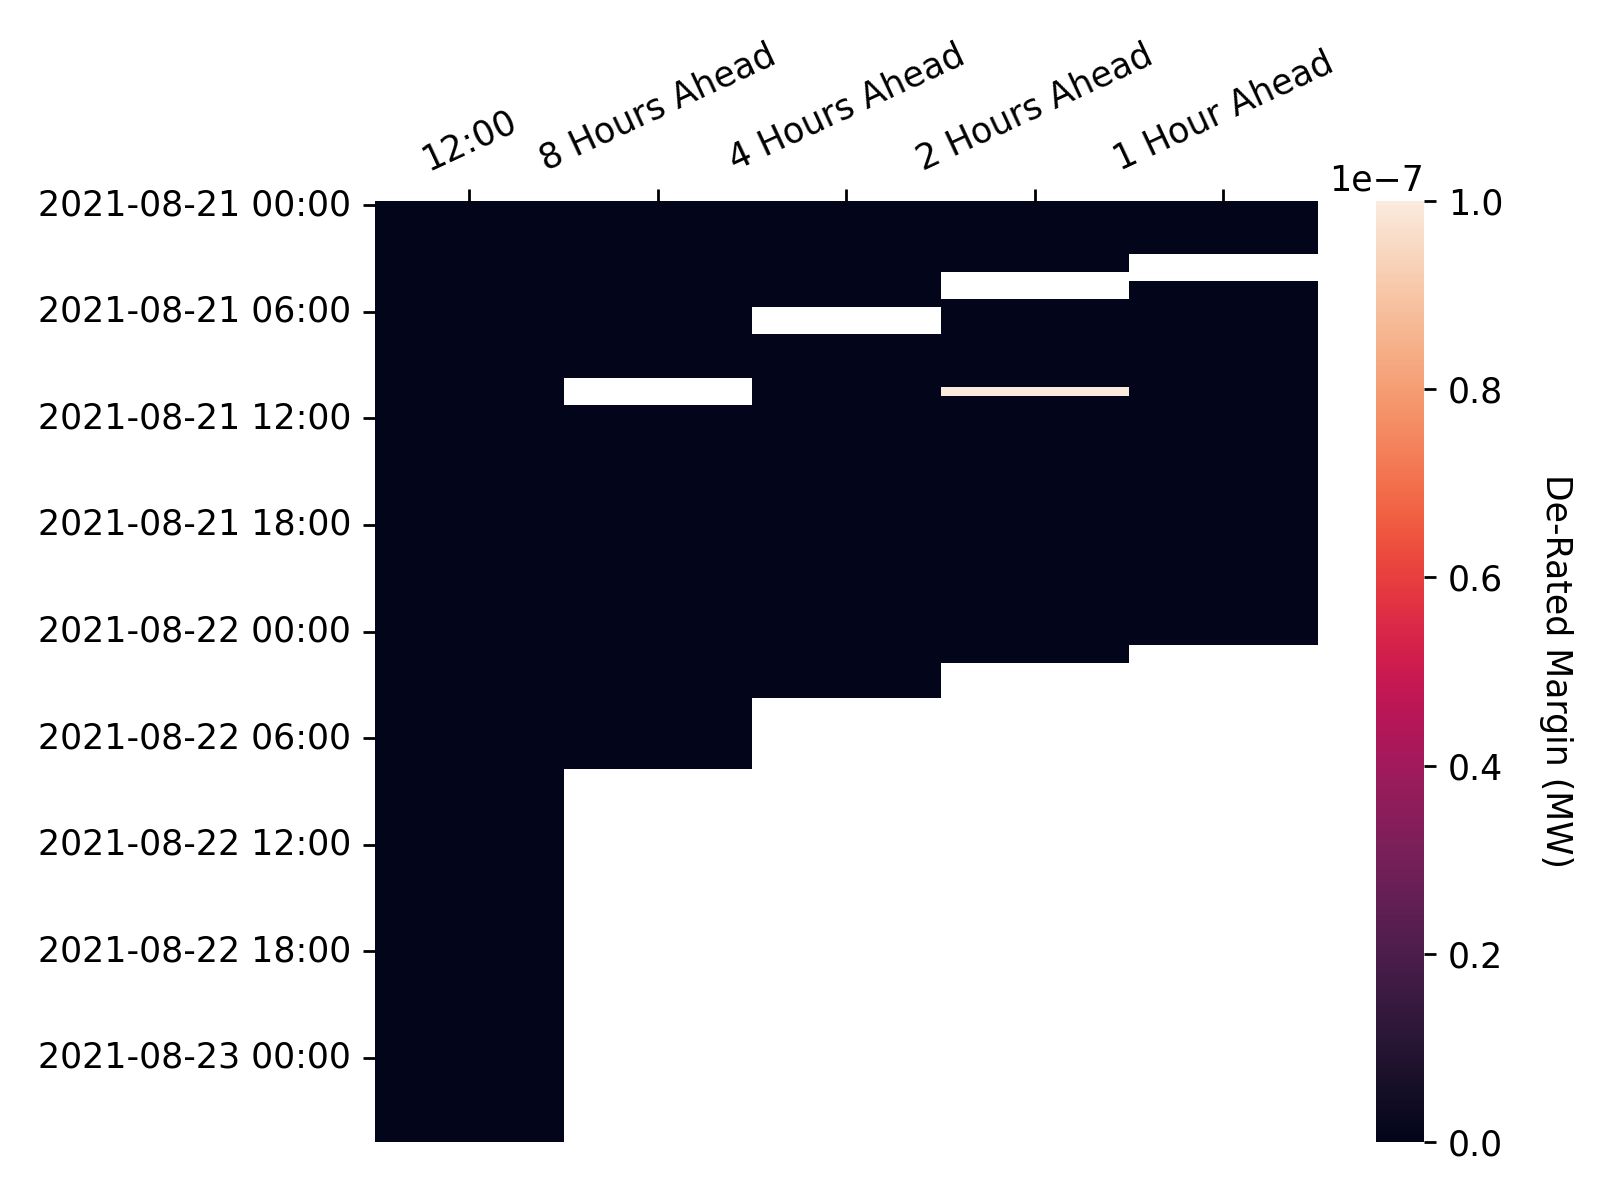 12:00
8 Hours Ahead
4 Hours Ahead
2 Hours Ahead
1 Hour Ahead
1e−7
2021-08-21 00:00
2021-08-21 06:00
2021-08-21 12:00
2021-08-21 18:00
2021-08-22 00:00
2021-08-22 06:00
2021-08-22 12:00
2021-08-22 18:00
2021-08-23 00:00
1.0
0.8
0.6
0.4
0.2
0.0
De-Rated Margin (MW)